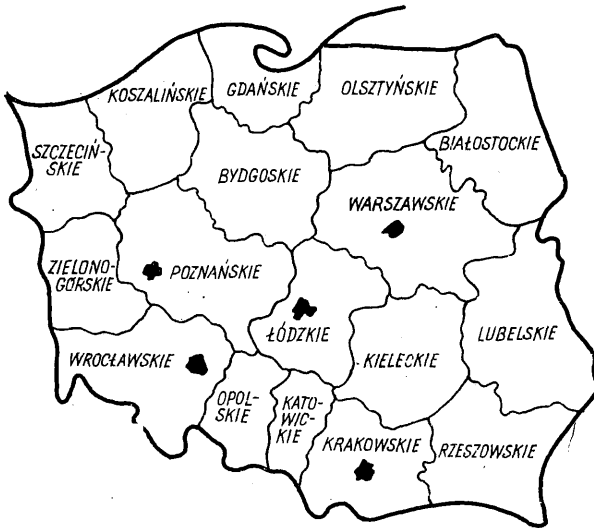 KOSZALIŃSKIE
GDAŃSKIE
OLSZTYŃSKIE
SZCZECIŃ-
SKIE
BYDGOSKIE
BIAŁOSTOCKIE
WARSZAWSKIE
ZIELONO-
GÓRSKIE
POZNAŃSKIE
ŁÓDZKIE
LUBELSKIE
WROCŁAWSKIE
KIELECKIE
OPOL-
SKIE
KATO-
WIC-
KIE
KRAKOWSKIE
RZESZOWSKIE